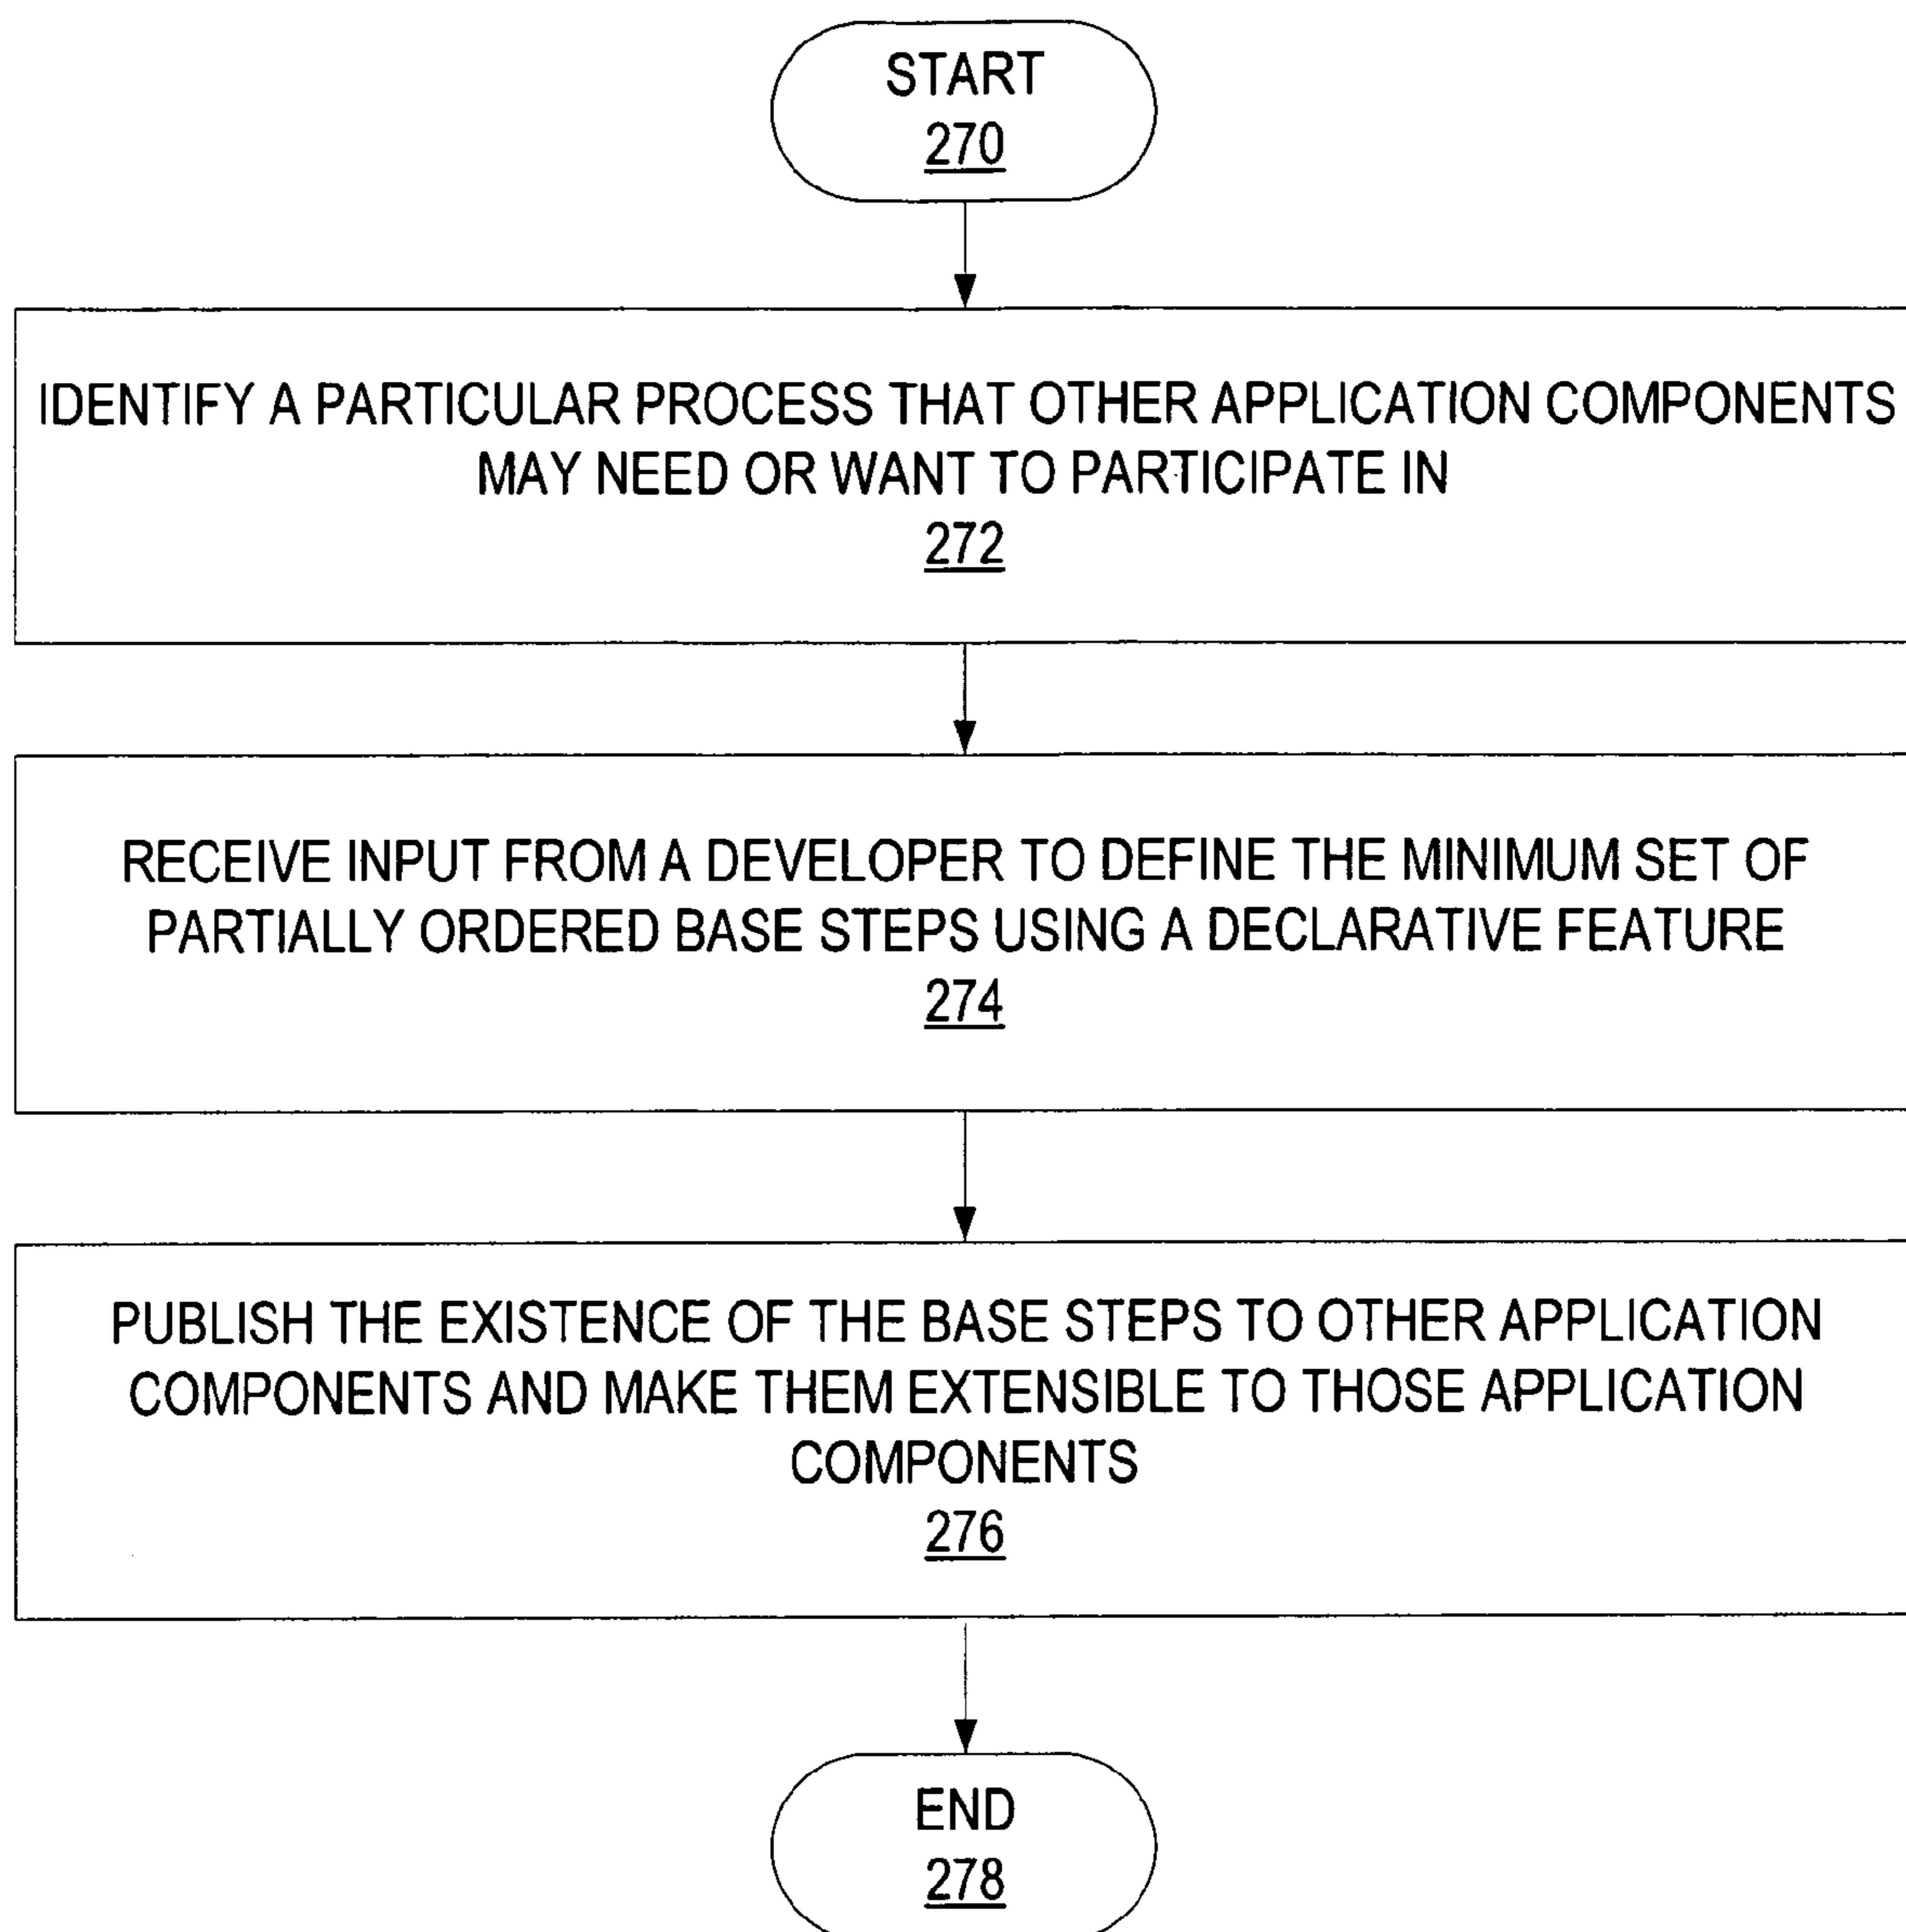 START
270
IDENTIFY A PARTICULAR PROCESS THAT OTHER APPLICATION COMPONENTS
MAY NEED OR WANT TO PARTICIPATE IN
272
RECEIVE INPUT FROM A DEVELOPER TO DEFINE THE MINIMUM SET OF
PARTIALLY ORDERED BASE STEPS USING A DECLARATIVE FEATURE
274
PUBLISH THE EXISTENCE OF THE BASE STEPS TO OTHER APPLICATION
COMPONENTS AND MAKE THEM EXTENSIBLE TO THOSE APPLICATION
COMPONENTS
276
END
278